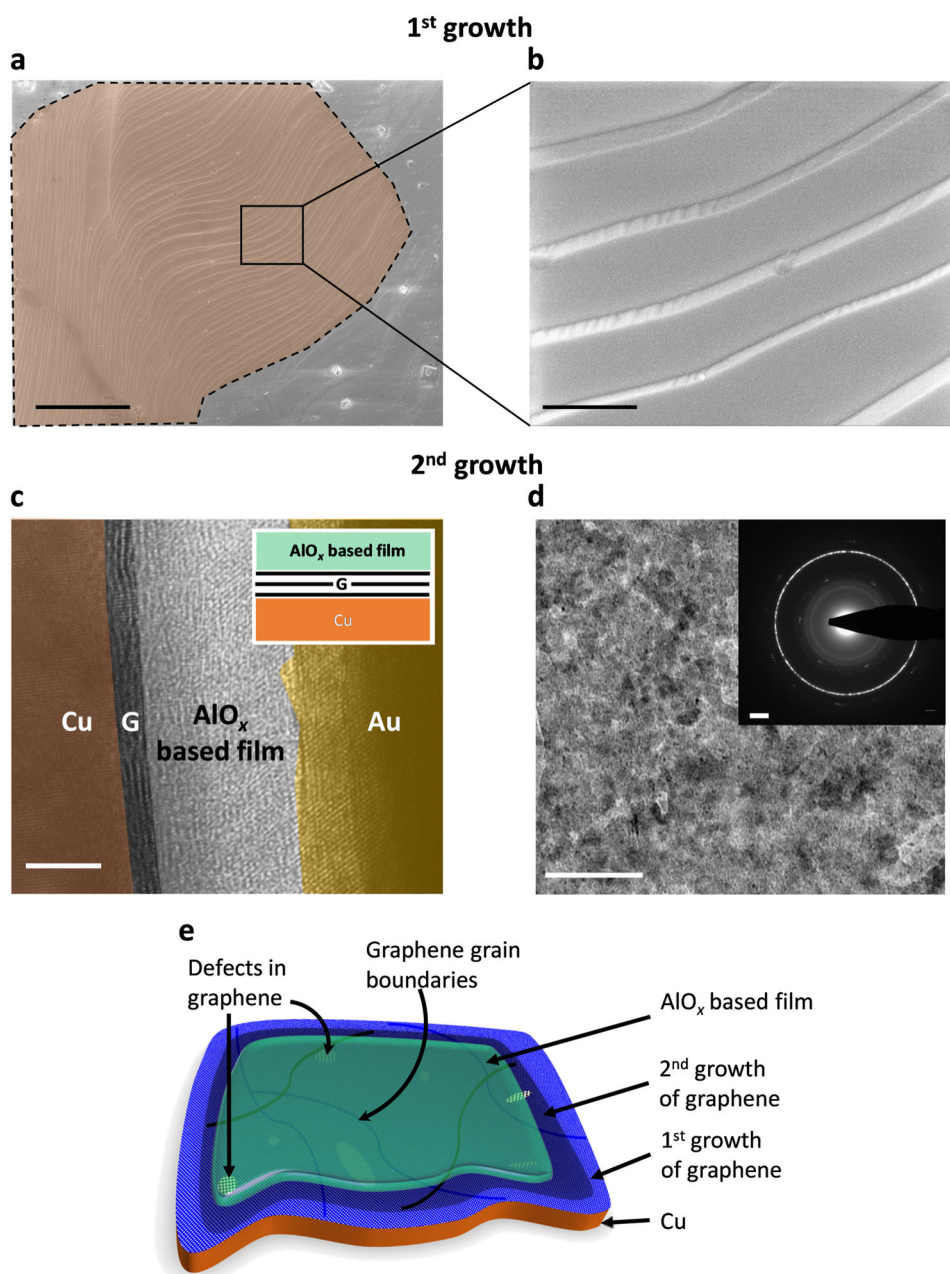 1st growth
a
b
2nd growth
c
d
AlOx based film
G
Cu
Cu
G
AlOx
based film
Au
e
Defects in
graphene
Graphene grain
boundaries
AlOx based film
2nd growth
of graphene
1st growth
of graphene
Cu